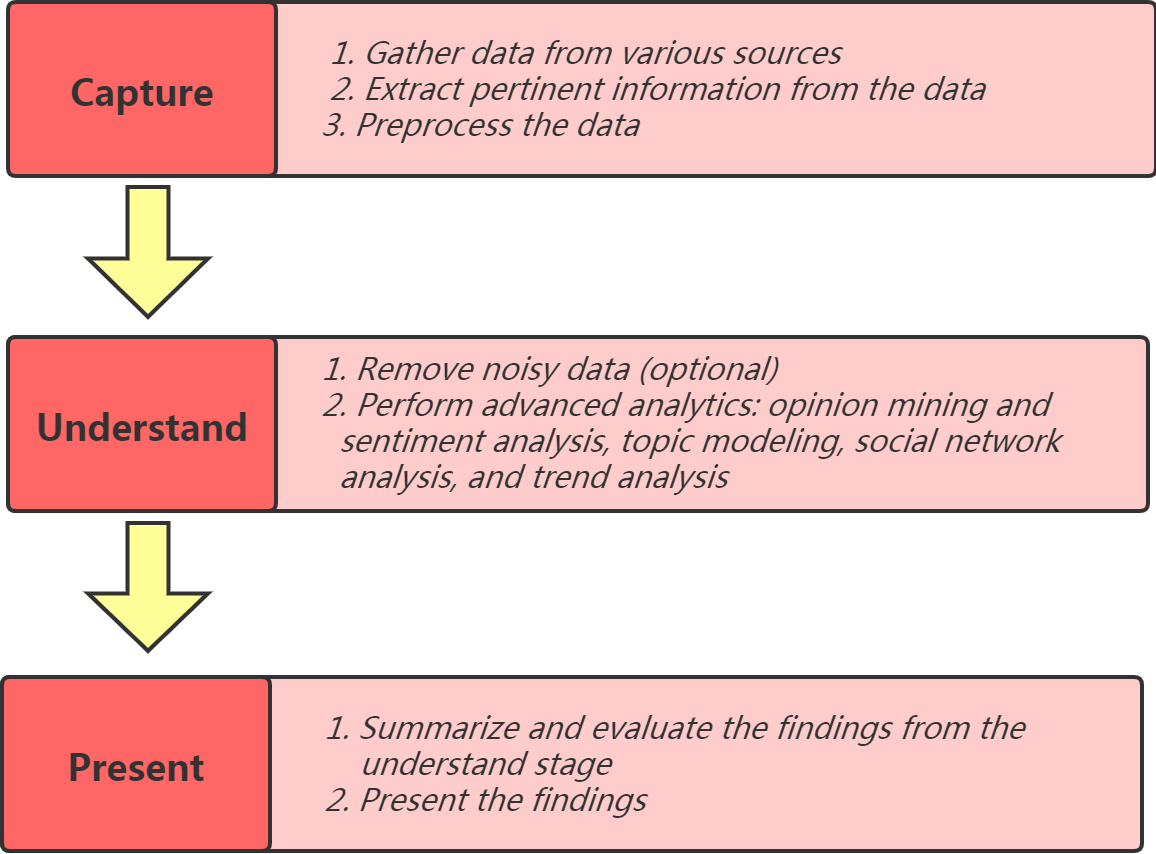 Capture
1. Gather data from various sources
2. Extract pertinent information from the data
3. Preprocess the data
Understand
1. Remove noisy data (optional)
2. Perform advanced analytics: opinion mining and
sentiment analysis, topic modeling, social network
analysis, and trend analysis
Present
1. Summarize and evaluate the findings from the
understand stage
2. Present the findings